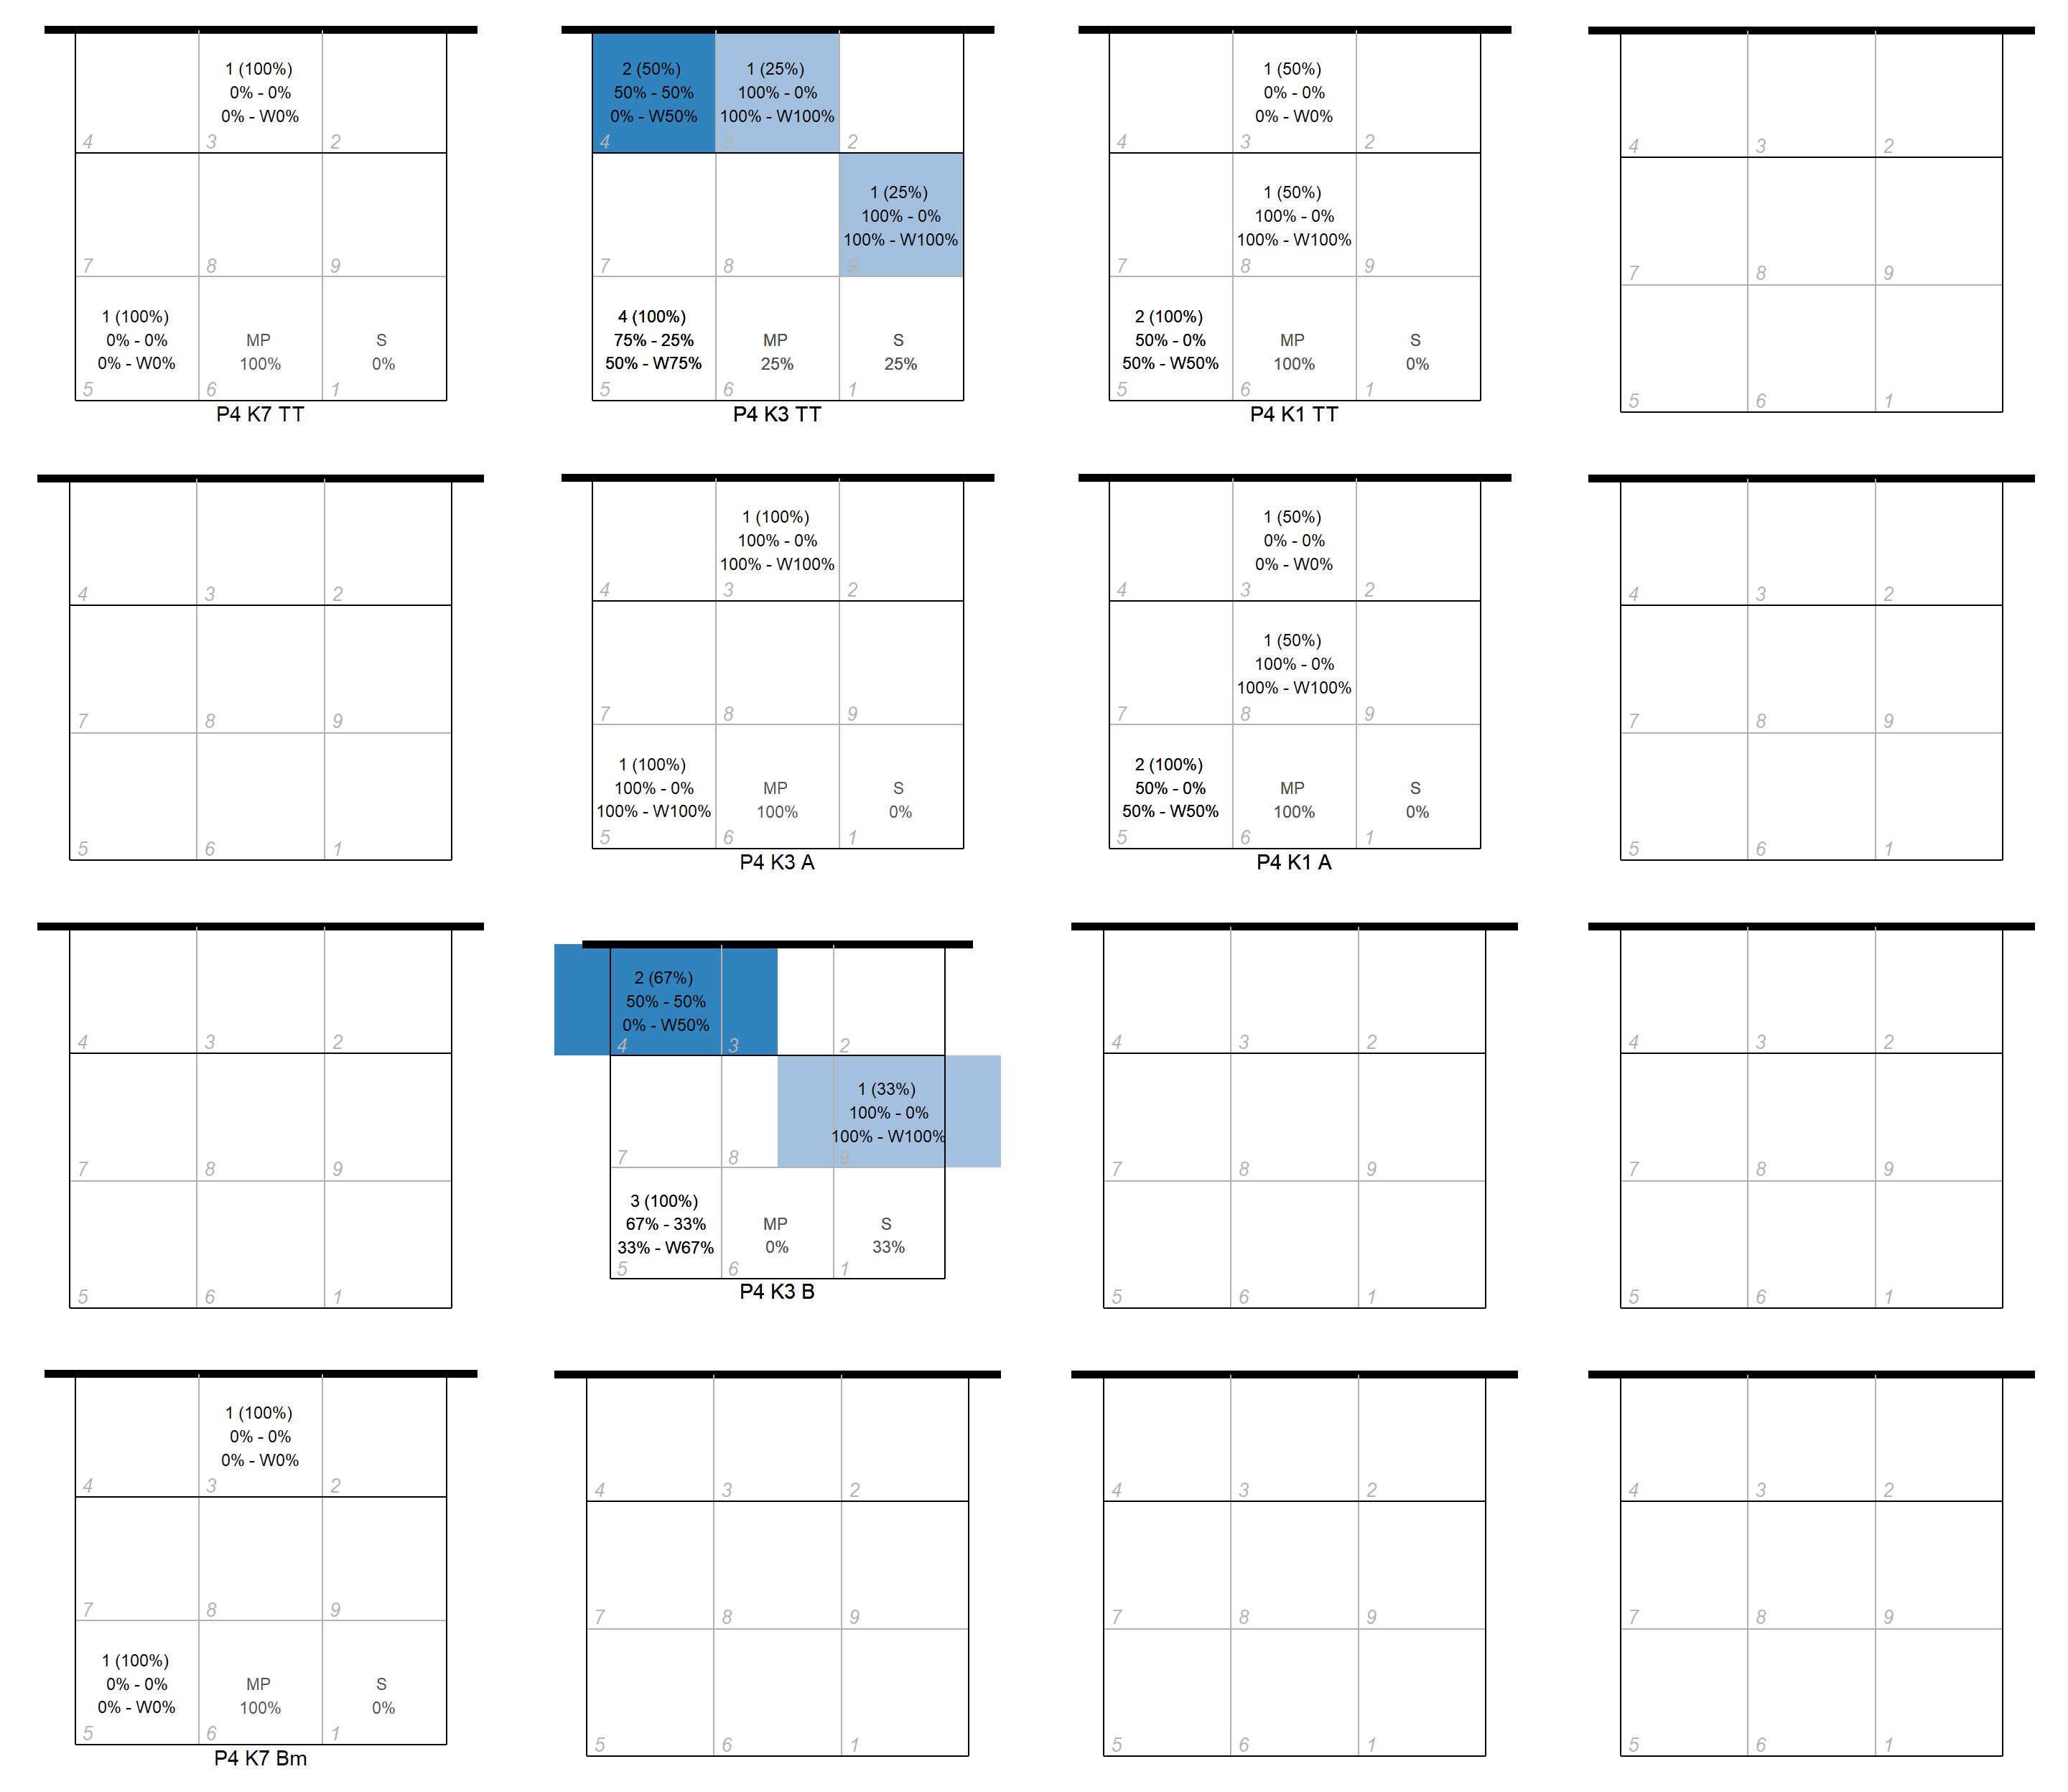 1 (100%)
0% - 0%
0% - W0%
4 3 2
7 8 9
1 (100%)
0% - 0% MP S
0% - W0% 100% 0%
5 6 1
P4 K7 TT
2 (50%) 1 (25%)
50% - 50% 100% - 0%
0% - W50% 100% - W100%
4 3 2
1 (25%)
100% - 0%
100% - W100%
7 8 9
4 (100%)
75% - 25% MP S
50% - W75% 25% 25%
5 6 1
P4 K3 TT
1 (50%)
0% - 0%
0% - W0%
4 3 2
1 (50%)
100% - 0%
100% - W100%
7 8 9
2 (100%)
50% - 0% MP S
50% - W50% 100% 0%
5 6 1
P4 K1 TT
4 3 2
7 8 9
5 6 1
4 3 2
7 8 9
5 6 1
1 (100%)
100% - 0%
100% - W100%
4 3 2
7 8 9
1 (100%)
100% - 0% MP S
100% - W100% 100% 0%
5 6 1
P4 K3 A
1 (50%)
0% - 0%
0% - W0%
4 3 2
1 (50%)
100% - 0%
100% - W100%
7 8 9
2 (100%)
50% - 0% MP S
50% - W50% 100% 0%
5 6 1
P4 K1 A
4 3 2
7 8 9
5 6 1
4 3 2
7 8 9
5 6 1
2 (67%)
50% - 50%
0% - W50%
4 3 2
1 (33%)
100% - 0%
100% - W100%
7 8 9
3 (100%)
67% - 33% MP S
33% - W67% 0% 33%
5 6 1
P4 K3 B
4 3 2
7 8 9
5 6 1
4 3 2
7 8 9
5 6 1
1 (100%)
0% - 0%
0% - W0%
4 3 2
7 8 9
1 (100%)
0% - 0% MP S
0% - W0% 100% 0%
5 6 1
P4 K7 Bm
4 3 2
7 8 9
5 6 1
4 3 2
7 8 9
5 6 1
4 3 2
7 8 9
5 6 1